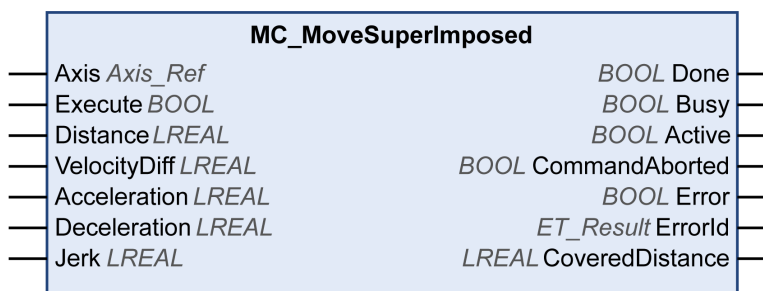 MC_MoveSuperImposed
Axis Axis_Ref BOOL Done
Execute BOOL BOOL Busy
Distance LREAL BOOL Active
VelocityDiff LREAL BOOL CommandAborted
Acceleration LREAL BOOL Error
Deceleration LREAL ET_Result ErrorId
Jerk LREAL LREAL CoveredDistance